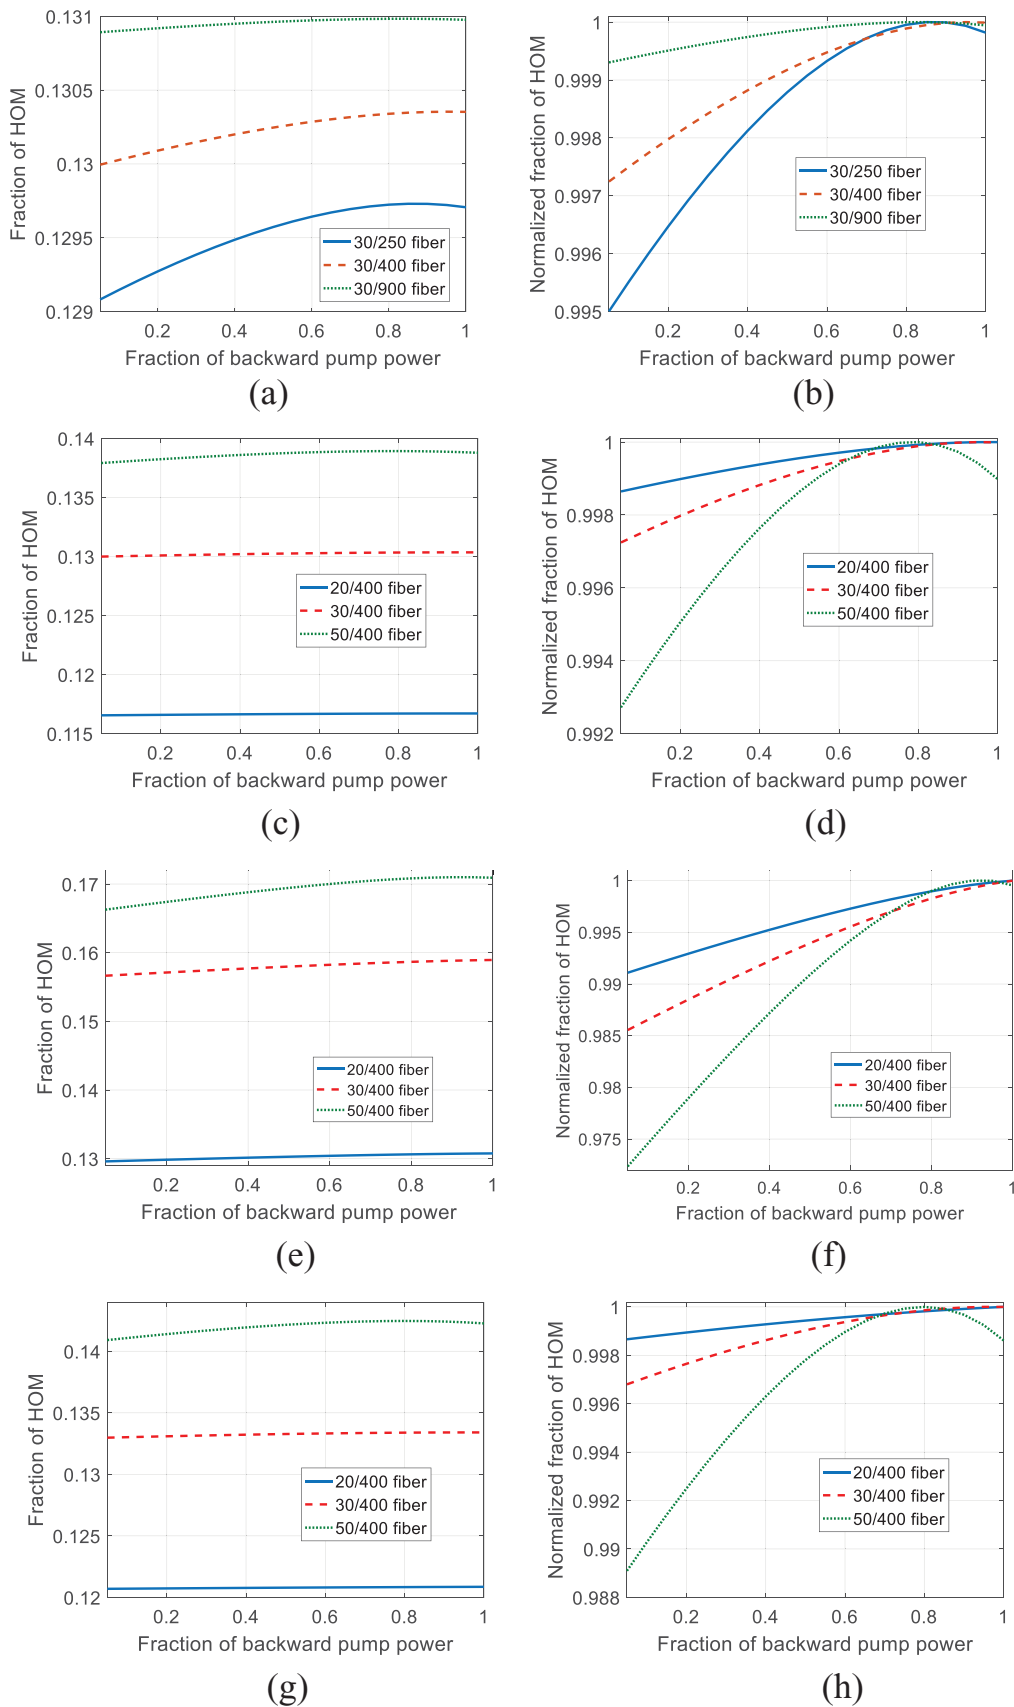 0.131
0.1305
0.13
0.1295
0.129
Fraction of HOM
30/250 fiber
30/400 fiber
30/900 fiber
0.2 0.4 0.6 0.8 1
Fraction of backward pump power
(a)
1
0.999
0.998
0.997
0.996
0.995
Normalized fraction of HOM
30/250 fiber
30/400 fiber
30/900 fiber
0.2 0.4 0.6 0.8 1
Fraction of backward pump power
(b)
0.14
0.135
0.13
0.125
0.12
0.115
Fraction of HOM
20/400 fiber
30/400 fiber
50/400 fiber
0.2 0.4 0.6 0.8 1
Fraction of backward pump power
(c)
1
0.998
0.996
0.994
0.992
Normalized fraction of HOM
20/400 fiber
30/400 fiber
50/400 fiber
0.2 0.4 0.6 0.8 1
Fraction of backward pump power
(d)
0.17
0.16
0.15
0.14
0.13
Fraction of HOM
20/400 fiber
30/400 fiber
50/400 fiber
0.2 0.4 0.6 0.8 1
Fraction of backward pump power
(e)
1
0.995
0.99
0.985
0.98
0.975
Normalized fraction of HOM
20/400 fiber
30/400 fiber
50/400 fiber
0.2 0.4 0.6 0.8 1
Fraction of backward pump power
(f)
0.14
0.135
0.13
0.125
0.12
Fraction of HOM
20/400 fiber
30/400 fiber
50/400 fiber
0.2 0.4 0.6 0.8 1
Fraction of backward pump power
(g)
1
0.998
0.996
0.994
0.992
0.99
0.988
Normalized fraction of HOM
20/400 fiber
30/400 fiber
50/400 fiber
0.2 0.4 0.6 0.8 1
Fraction of backward pump power
(h)